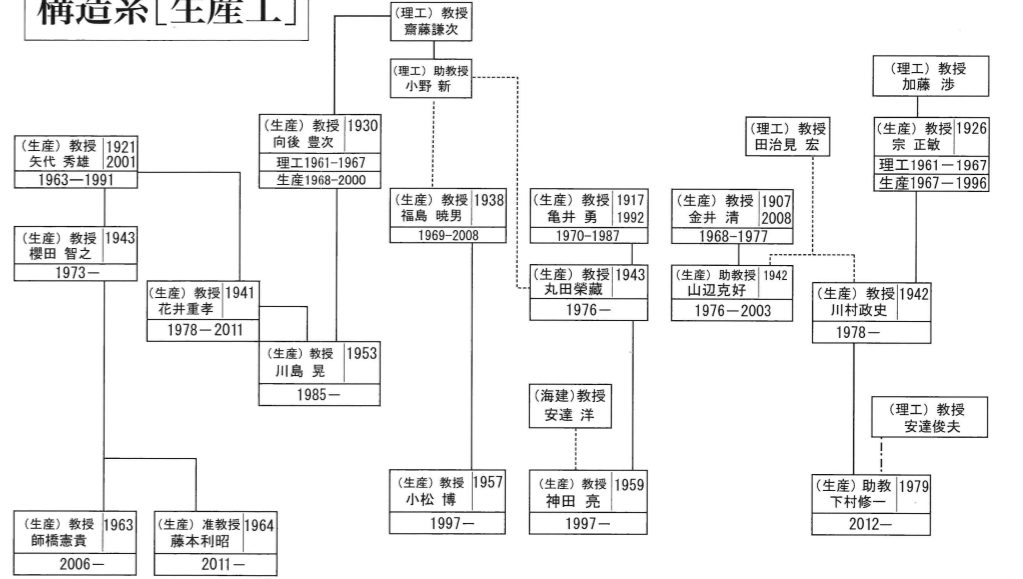 構造系[生産工]
(理工) 教授
齋藤謙次
(理工) 助教授
小野 新
(理工) 教授
加藤 渉
(生産) 教授 1921
矢代 秀雄 2001
1963―1991
(生産) 教授 1930
向後 豊次
理工1961-1967
生産1968-2000
(理工) 教授
田治見 宏
(生産) 教授 1926
宗 正敏
理工1961―1967
生産1967―1996
(生産) 教授 1943
櫻田 智之
1973―
(生産) 教授 1938
福島 暁男
1969-2008
(生産) 教授 1917
亀井 勇 1992
1970-1987
(生産) 教授 1907
金井 清 2008
1968-1977
(生産) 教授 1941
花井重孝
1978―2011
(生産) 教授 1943
丸田榮藏
1976―
(生産) 助教授 1942
山辺克好
1976―2003
(生産) 教授 1942
川村政史
1978―
(生産) 教授 1953
川島 晃
1985―
(海建)教授
安達 洋
(理工) 教授
安達俊夫
(生産) 教授 1957
小松 博
1997―
(生産) 教授 1959
神田 亮
1997―
(生産) 助教 1979
下村修一
2012―
(生産) 教授 1963
師橋憲貴
2006―
(生産) 准教授 1964
藤本利昭
2011―